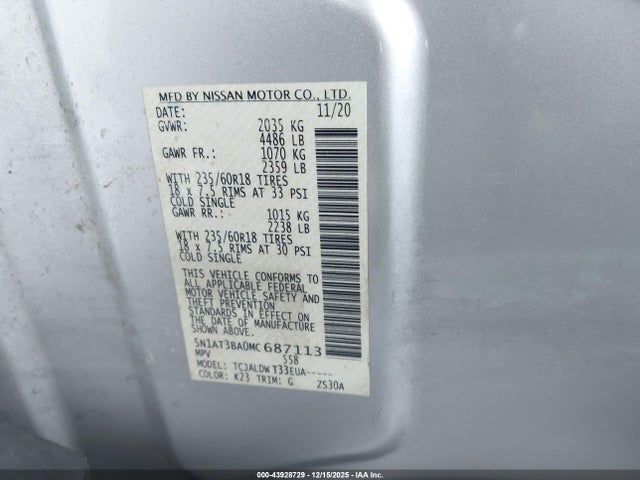 MFD BY NISSAN MOTOR CO., LTD.
DATE: 11/20
GVWR: 2035 KG
4486 LB
GAWR FR.: 1070 KG
2359 LB
WITH 235/60R18 TIRES
18 x 7.5 RIMS AT 33 PSI
COLD SINGLE
GAWR RR.: 1015 KG
2238 LB
WITH 235/60R18 TIRES
18 x 7.5 RIMS AT 30 PSI
COLD SINGLE
THIS VEHICLE CONFORMS TO
ALL APPLICABLE FEDERAL
MOTOR VEHICLE SAFETY AND
THEFT PREVENTION
STANDARDS IN EFFECT ON
THE DATE OF MANUFACTURE
SHOWN ABOVE.
5N1AT3BA0MC687113
MPV 558
MODEL: TCJALDWT33EUA-----
COLOR: K23 TRIM: G ZS30A
000-43928729 - 12/15/2025 - IAA Inc.